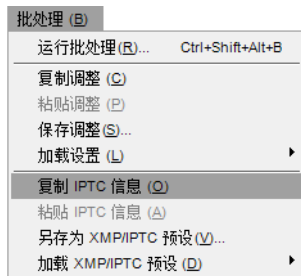 批处理 (B)
运行批处理(R)... Ctrl+Shift+Alt+B
复制调整 (C)
粘贴调整 (P)
保存调整(S)...
加载设置 (L)
复制 IPTC 信息 (O)
粘贴 IPTC 信息 (A)
另存为 XMP/IPTC 预设(V)...
加载 XMP/IPTC 预设 (D)